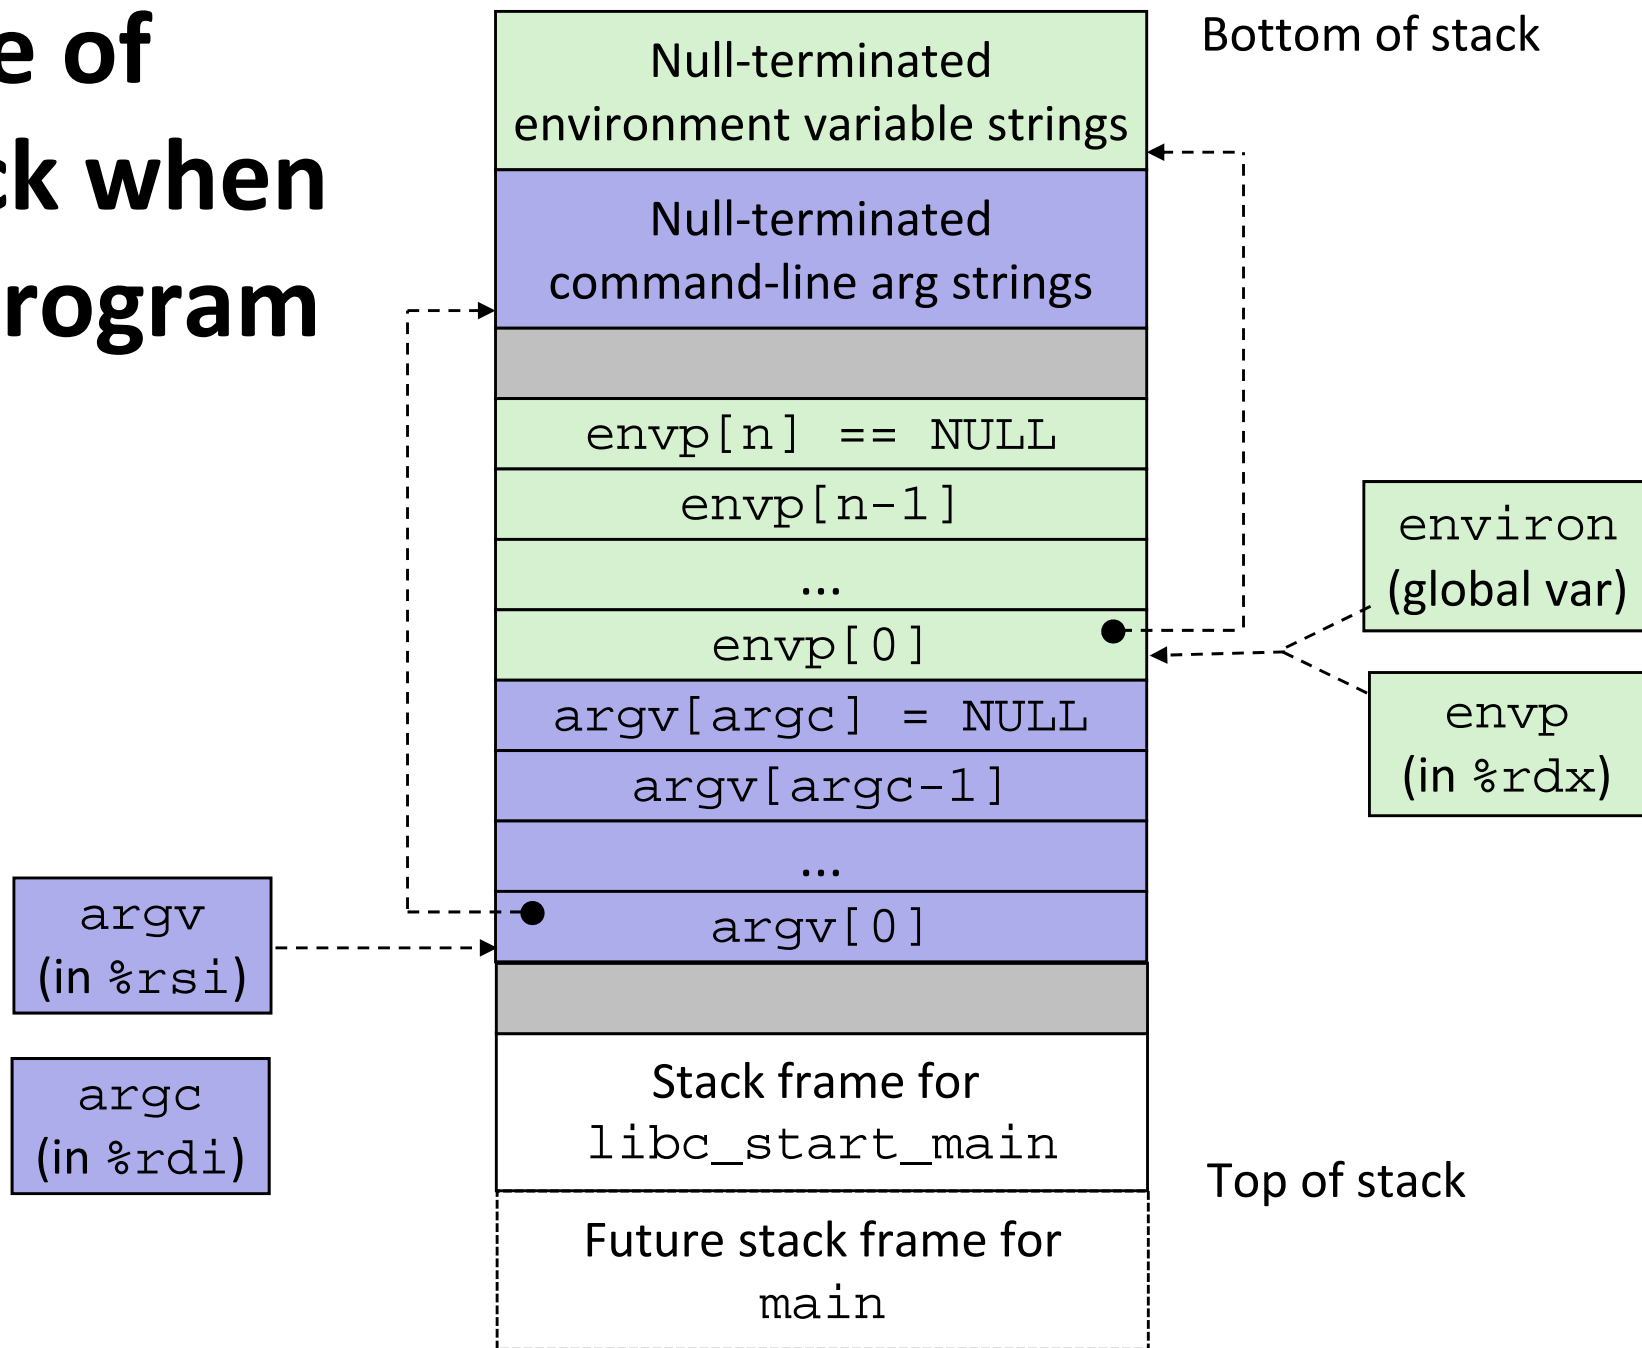 e of
ck when
rogram
Bottom of stack
Null-terminated
environment variable strings
Null-terminated
command-line arg strings
envp[n] == NULL
envp[n-1]
...
envp[0]
argv[argc] = NULL
argv[argc-1]
...
argv[0]
environ
(global var)
envp
(in %rdx)
argv
(in %rsi)
argc
(in %rdi)
Stack frame for
libc_start_main
Top of stack
Future stack frame for
main